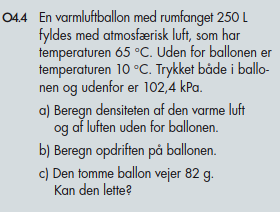 O4.4 En varmluftballon med rumfanget 250 L
fyldes med atmosfærisk luft, som har
temperaturen 65 °C. Uden for ballonen er
temperaturen 10 °C. Trykket både i ballo-
nen og udenfor er 102,4 kPa.
a) Beregn densiteten af den varme luft
og af luften uden for ballonen.
b) Beregn opdriften på ballonen.
c) Den tomme ballon vejer 82 g.
Kan den lette?